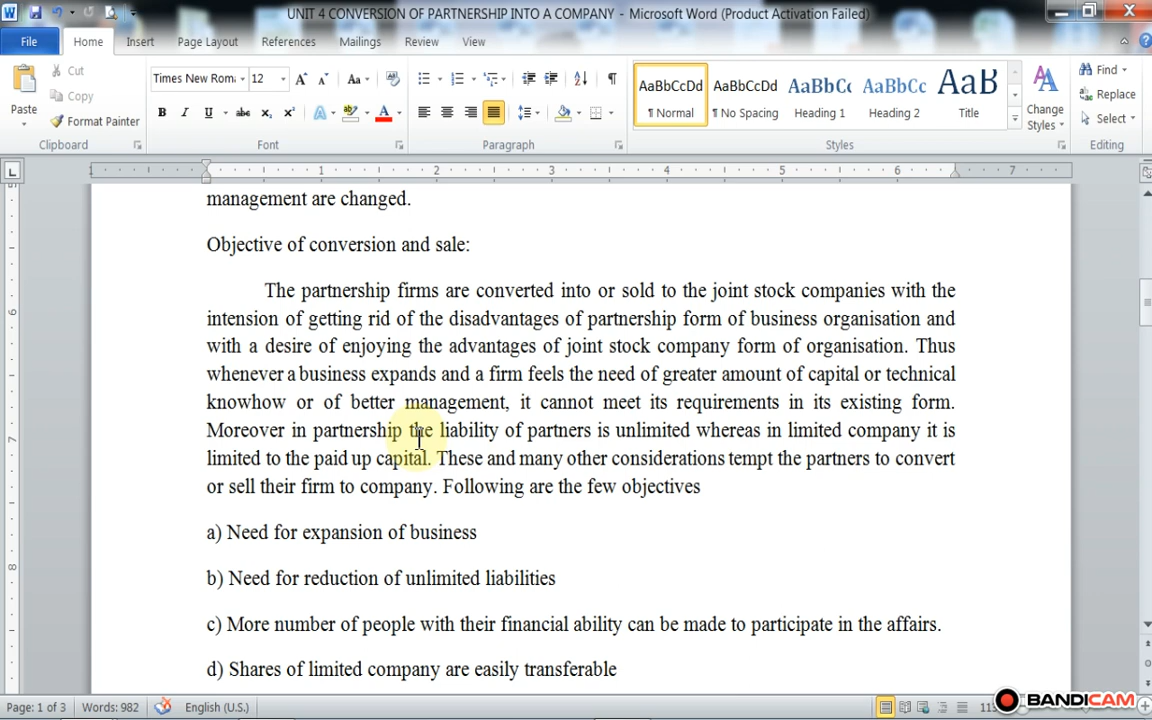 UNIT 4 CONVERSION OF PARTNERSHIP INTO A COMPANY - Microsoft Word (Product Activation Failed)
File Home Insert Page Layout References Mailings Review View
Paste
Cut
Copy
Format Painter
Clipboard
Times New Rom 12
Font
Paragraph
AaBbCcDd AaBbCcDd AaBbCc AaBbCc AaB
¶ Normal ¶ No Spacing Heading 1 Heading 2 Title
Styles
Change Styles
Find
Replace
Select
Editing
1 1 2 3 4 5 6 7
management are changed.
Objective of conversion and sale:
The partnership firms are converted into or sold to the joint stock companies with the
intension of getting rid of the disadvantages of partnership form of business organisation and
with a desire of enjoying the advantages of joint stock company form of organisation. Thus
whenever a business expands and a firm feels the need of greater amount of capital or technical
knowhow or of better management, it cannot meet its requirements in its existing form.
Moreover in partnership the liability of partners is unlimited whereas in limited company it is
limited to the paid up capital. These and many other considerations tempt the partners to convert
or sell their firm to company. Following are the few objectives
a) Need for expansion of business
b) Need for reduction of unlimited liabilities
c) More number of people with their financial ability can be made to participate in the affairs.
d) Shares of limited company are easily transferable
6
7
8
Page: 1 of 3 Words: 982 English (U.S.)
BANDICAM